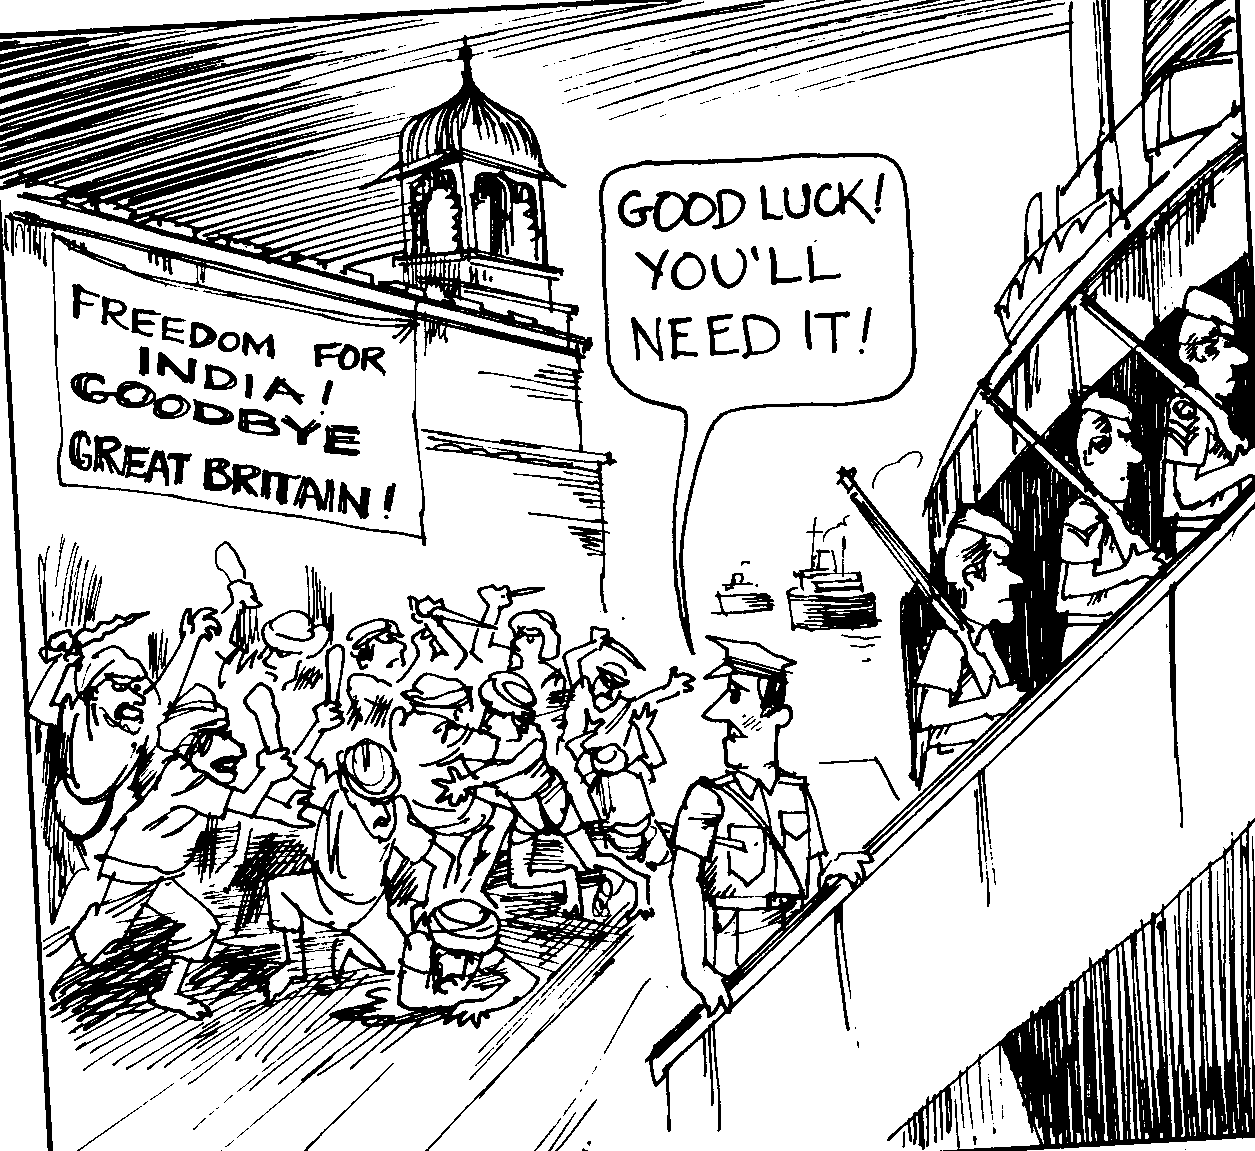 FREEDOM FOR
INDIA!
GOODBYE
GREAT BRITAIN!
GOOD LUCK!
YOU'LL
NEED IT!